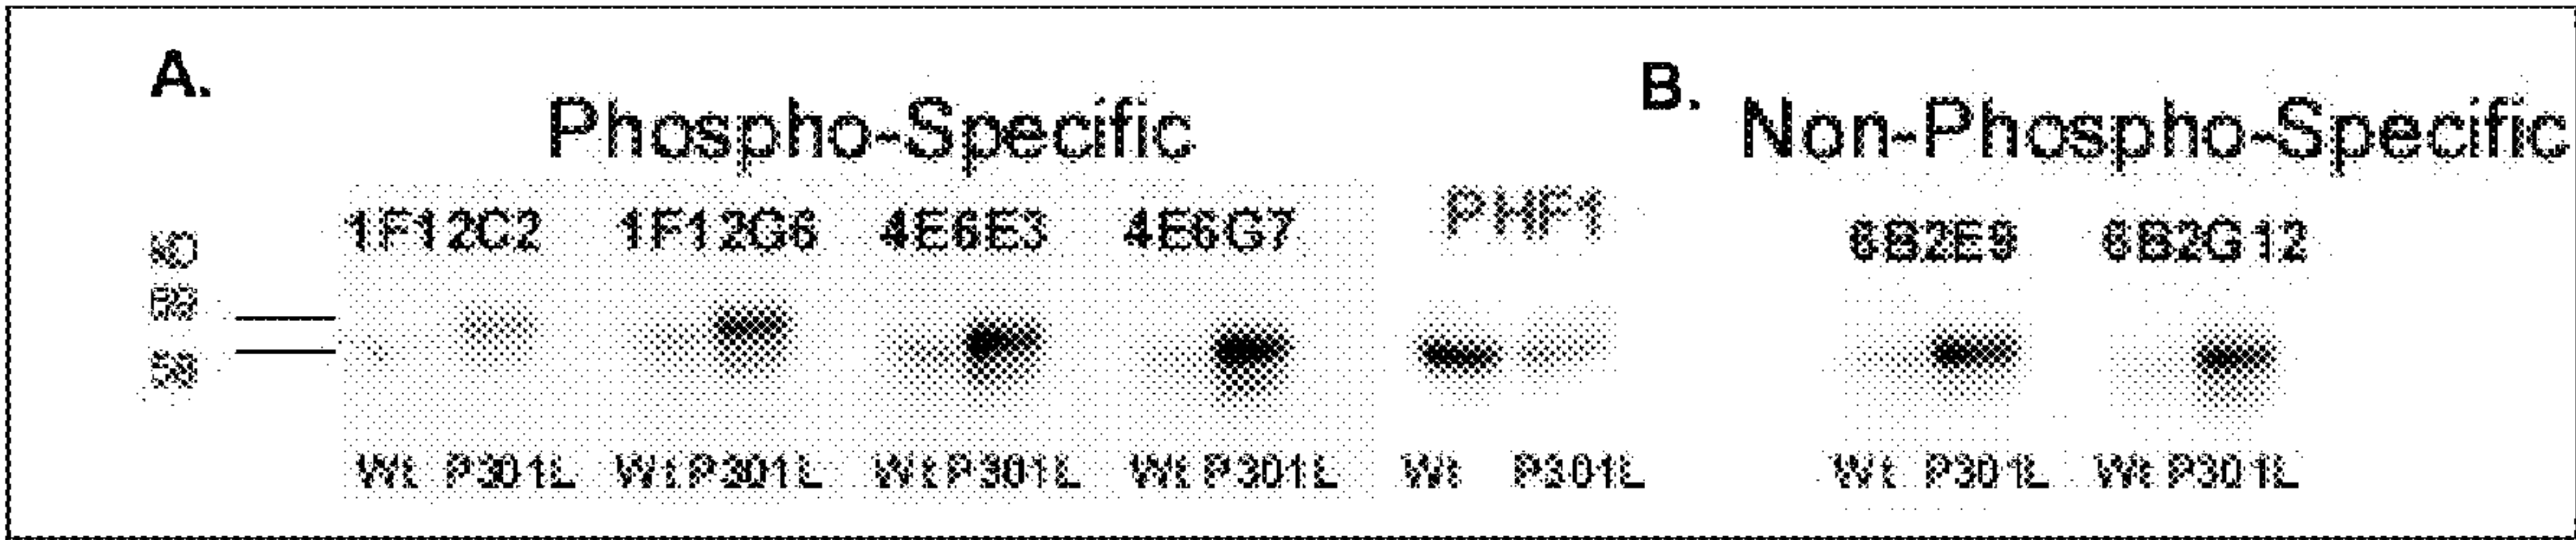 A.
Phospho-Specific
1F12C2 1F12G6 4E6E3 4E6G7 PHF1
Wt P301L Wt P301L Wt P301L Wt P301L Wt P301L
B.
Non-Phospho-Specific
6B2E9 6B2G12
Wt P301L Wt P301L